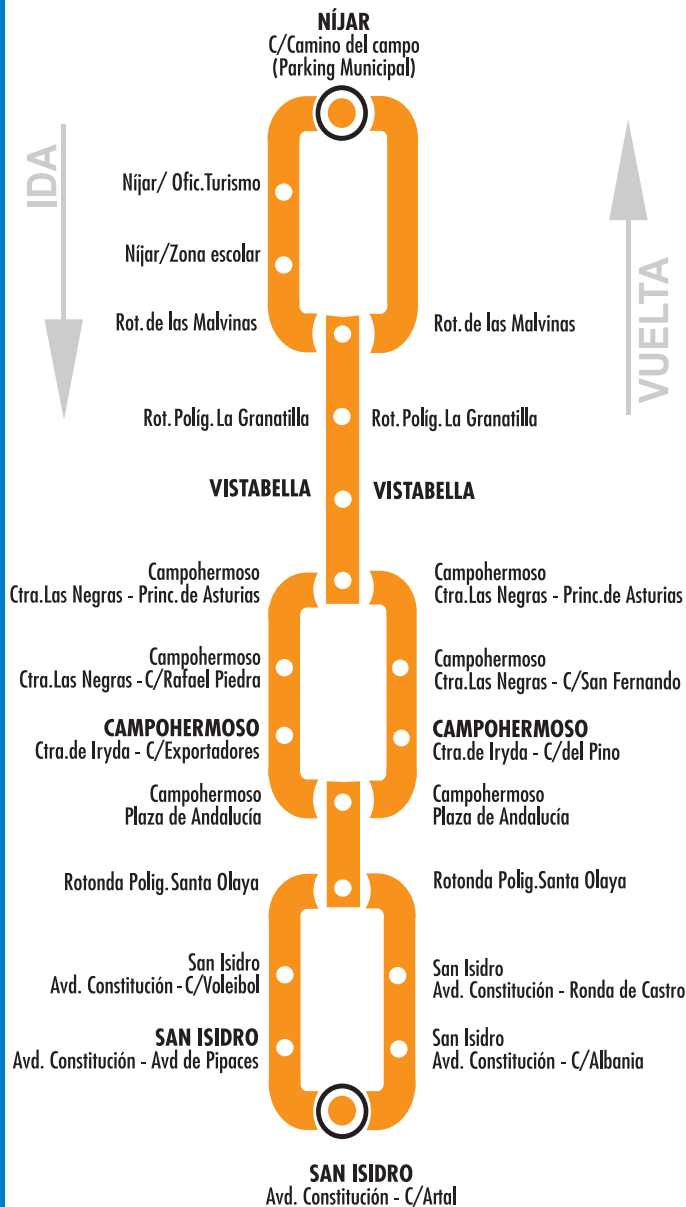 NÍJAR
C/Camino del campo
(Parking Municipal)
IDA
VUELTA
Níjar/ Ofic.Turismo
Níjar/Zona escolar
Rot.de las Malvinas
Rot.de las Malvinas
Rot.Políg.La Granatilla
Rot.Políg.La Granatilla
VISTABELLA
VISTABELLA
Campohermoso
Ctra.Las Negras - Princ.de Asturias
Campohermoso
Ctra.Las Negras - Princ.de Asturias
Campohermoso
Ctra.Las Negras -C/Rafael Piedra
Campohermoso
Ctra.Las Negras - C/San Fernando
CAMPOHERMOSO
Ctra.de Iryda - C/Exportadores
CAMPOHERMOSO
Ctra.de Iryda - C/del Pino
Campohermoso
Plaza de Andalucía
Campohermoso
Plaza de Andalucía
Rotonda Polig.Santa Olaya
Rotonda Polig.Santa Olaya
San Isidro
Avd. Constitución -C/Voleibol
San Isidro
Avd. Constitución - Ronda de Castro
SAN ISIDRO
Avd. Constitución - Avd de Pipaces
San Isidro
Avd. Constitución - C/Albania
SAN ISIDRO
Avd. Constitución - C/Artal